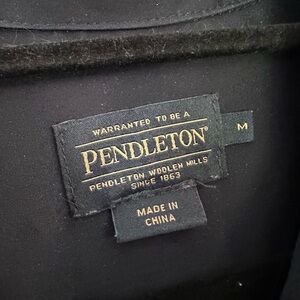 WARRANTED TO BE A
PENDLETON®
M
PENDLETON WOOLEN MILLS
SINCE 1863
MADE IN
CHINA